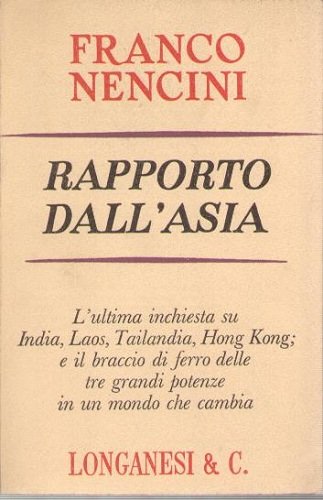 FRANCO
NENCINI
RAPPORTO
DALL'ASIA
L'ultima inchiesta su
India, Laos, Tailandia, Hong Kong;
e il braccio di ferro delle
tre grandi potenze
in un mondo che cambia
LONGANESI & C.